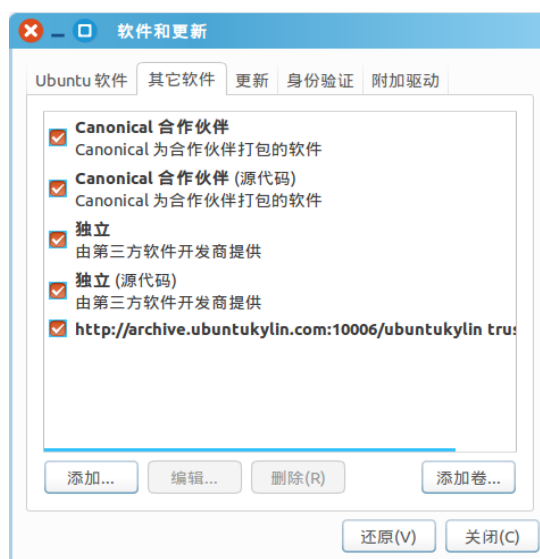 软件和更新
Ubuntu 软件 其它软件 更新 身份验证 附加驱动
Canonical 合作伙伴
Canonical 为合作伙伴打包的软件
Canonical 合作伙伴 (源代码)
Canonical 为合作伙伴打包的软件
独立
由第三方软件开发商提供
独立 (源代码)
由第三方软件开发商提供
http://archive.ubuntukylin.com:10006/ubuntukylin trus
添加... 编辑... 删除(R) 添加卷...
还原(V) 关闭(C)